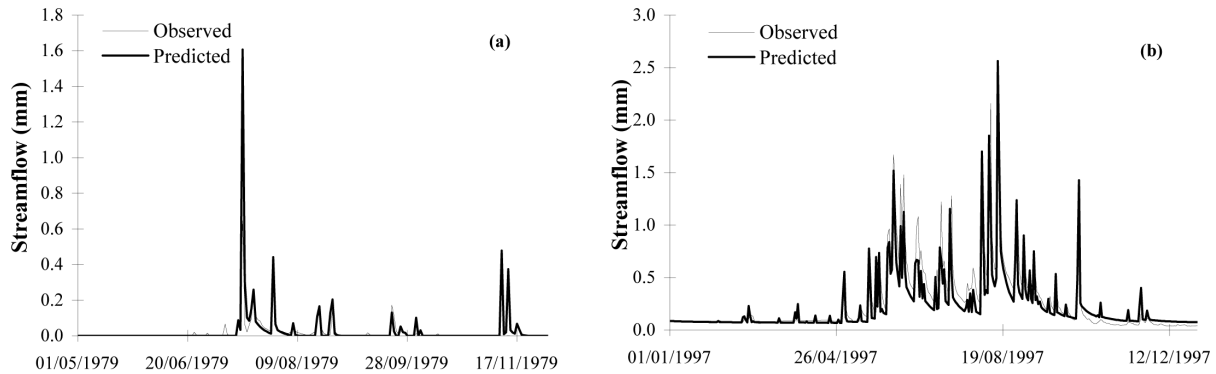 1.8
1.6
1.4
1.2
1.0
0.8
0.6
0.4
0.2
0.0
Streamflow (mm)
Observed
Predicted
(a)
01/05/1979 20/06/1979 09/08/1979 28/09/1979 17/11/1979
3.0
2.5
2.0
1.5
1.0
0.5
0.0
Streamflow (mm)
Observed
Predicted
(b)
01/01/1997 26/04/1997 19/08/1997 12/12/1997